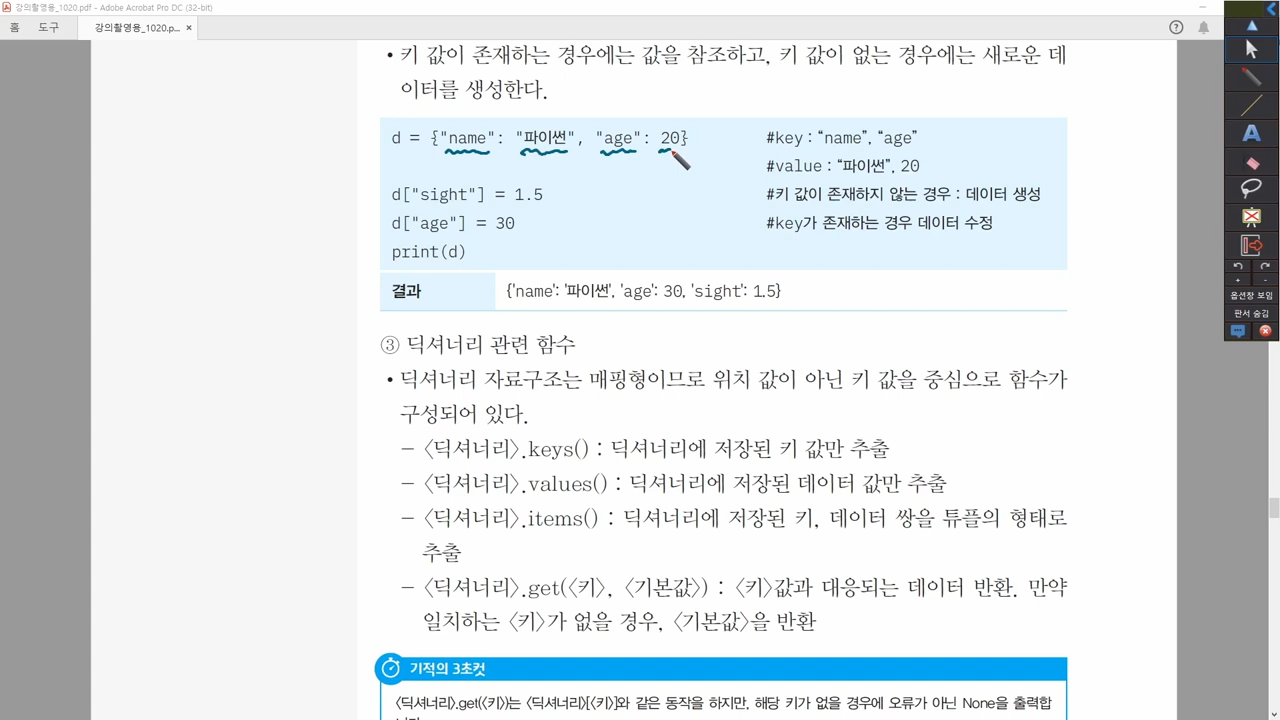 강의촬영용_1020.pdf - Adobe Acrobat Pro DC (32-bit)
홈 도구 강의촬영용_1020.p... ×
• 키 값이 존재하는 경우에는 값을 참조하고, 키 값이 없는 경우에는 새로운 데
이터를 생성한다.
d = {"name": "파이썬", "age": 20} #key : “name”, “age”
#value : “파이썬”, 20
d["sight"] = 1.5 #키 값이 존재하지 않는 경우 : 데이터 생성
d["age"] = 30 #key가 존재하는 경우 데이터 수정
print(d)
결과 {'name': '파이썬', 'age': 30, 'sight': 1.5}
③ 딕셔너리 관련 함수
• 딕셔너리 자료구조는 매핑형이므로 위치 값이 아닌 키 값을 중심으로 함수가
구성되어 있다.
– 〈딕셔너리〉.keys() : 딕셔너리에 저장된 키 값만 추출
– 〈딕셔너리〉.values() : 딕셔너리에 저장된 데이터 값만 추출
– 〈딕셔너리〉.items() : 딕셔너리에 저장된 키, 데이터 쌍을 튜플의 형태로
추출
– 〈딕셔너리〉.get(〈키〉, 〈기본값〉) : 〈키〉값과 대응되는 데이터 반환. 만약
일치하는 〈키〉가 없을 경우, 〈기본값〉을 반환
기적의 3초컷
〈딕셔너리〉.get(〈키〉)는 〈딕셔너리〉[〈키〉]와 같은 동작을 하지만, 해당 키가 없을 경우에 오류가 아닌 None을 출력합
A
+ -
옵션장 보임
판서 숨김